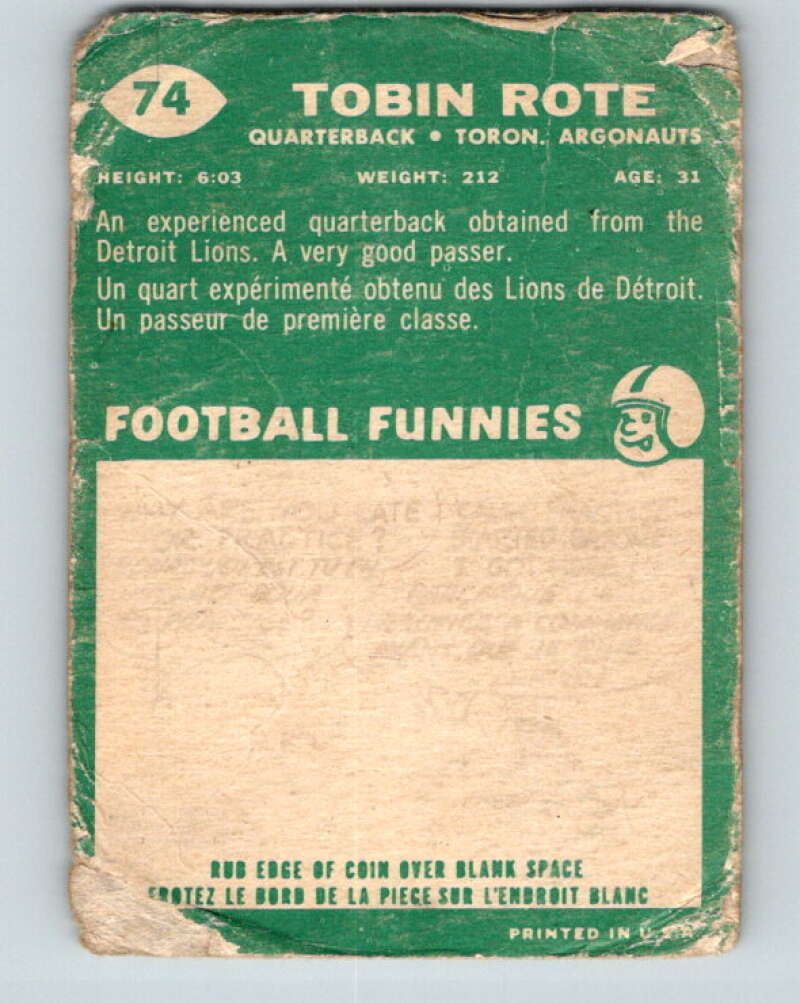 74
TOBIN ROTE
QUARTERBACK • TORON. ARGONAUTS
HEIGHT: 6:03 WEIGHT: 212 AGE: 31
An experienced quarterback obtained from the
Detroit Lions. A very good passer.
Un quart expérimenté obtenu des Lions de Détroit.
Un passeur de première classe.
FOOTBALL FUNNIES
PRACTICE?
RUB EDGE OF COIN OVER BLANK SPACE
FROTEZ LE BORD DE LA PIECE SUR L'ENDROIT BLANC
PRINTED IN U.S.A